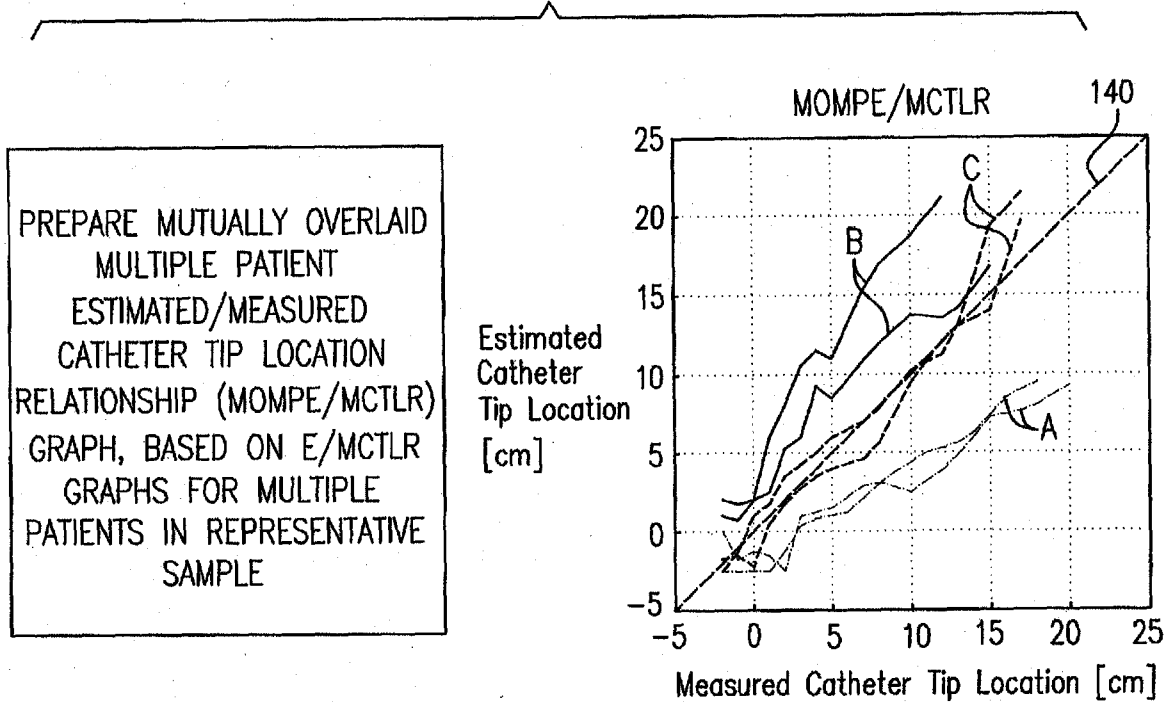 PREPARE MUTUALLY OVERLAID
MULTIPLE PATIENT
ESTIMATED/MEASURED
CATHETER TIP LOCATION
RELATIONSHIP (MOMPE/MCTLR)
GRAPH, BASED ON E/MCTLR
GRAPHS FOR MULTIPLE
PATIENTS IN REPRESENTATIVE
SAMPLE
MOMPE/MCTLR
140
Estimated
Catheter
Tip Location
[cm]
25
20
15
10
5
0
-5
B
C
A
-5 0 5 10 15 20 25
Measured Catheter Tip Location [cm]